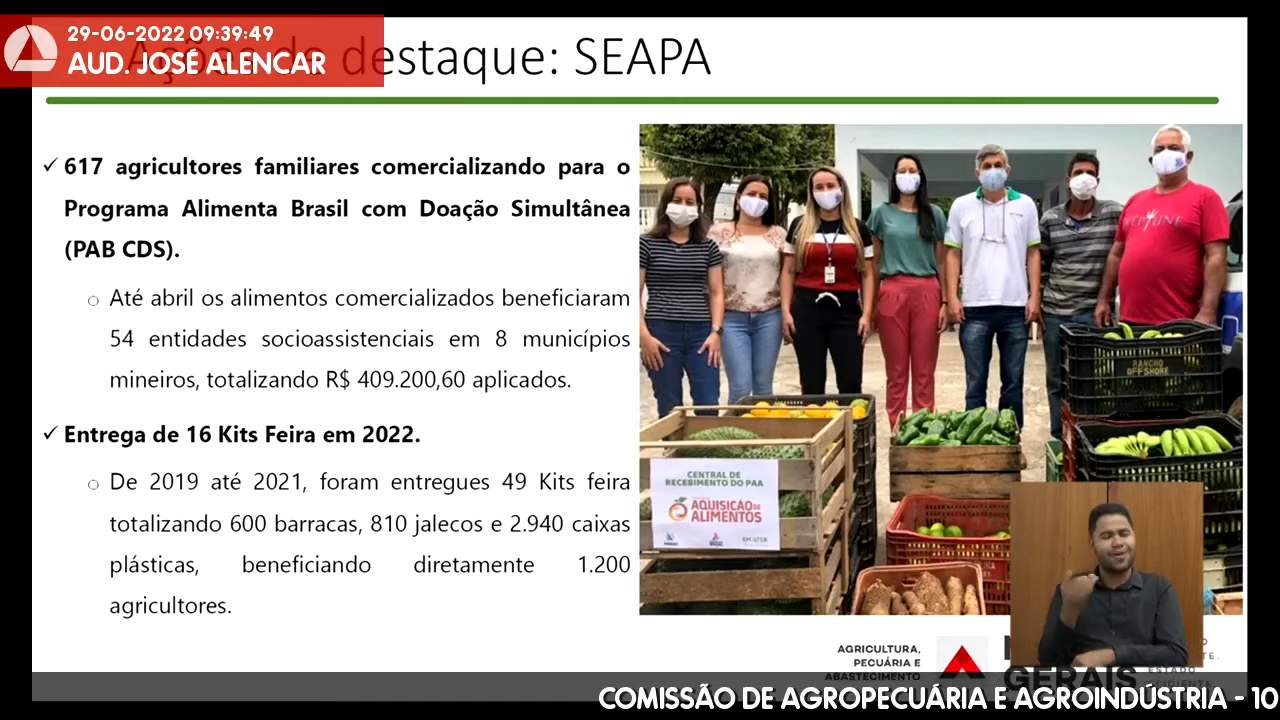 29-06-2022 09:39:49
AUD. JOSÉ ALENCAR
destaque: SEAPA
✓ 617 agricultores familiares comercializando para o
Programa Alimenta Brasil com Doação Simultânea
(PAB CDS).
○ Até abril os alimentos comercializados beneficiaram
54 entidades socioassistenciais em 8 municípios
mineiros, totalizando R$ 409.200,60 aplicados.
✓ Entrega de 16 Kits Feira em 2022.
○ De 2019 até 2021, foram entregues 49 Kits feira
totalizando 600 barracas, 810 jalecos e 2.940 caixas
plásticas, beneficiando diretamente 1.200
agricultores.
NEPTUNE
RANCHO
OFFSHORE
CENTRAL DE
RECEBIMENTO DO PAA
AQUISIÇÃO DE
ALIMENTOS
AGRICULTURA,
PECUÁRIA E
ABASTECIMENTO
GERAIS
COMISSÃO DE AGROPECUÁRIA E AGROINDÚSTRIA - 10